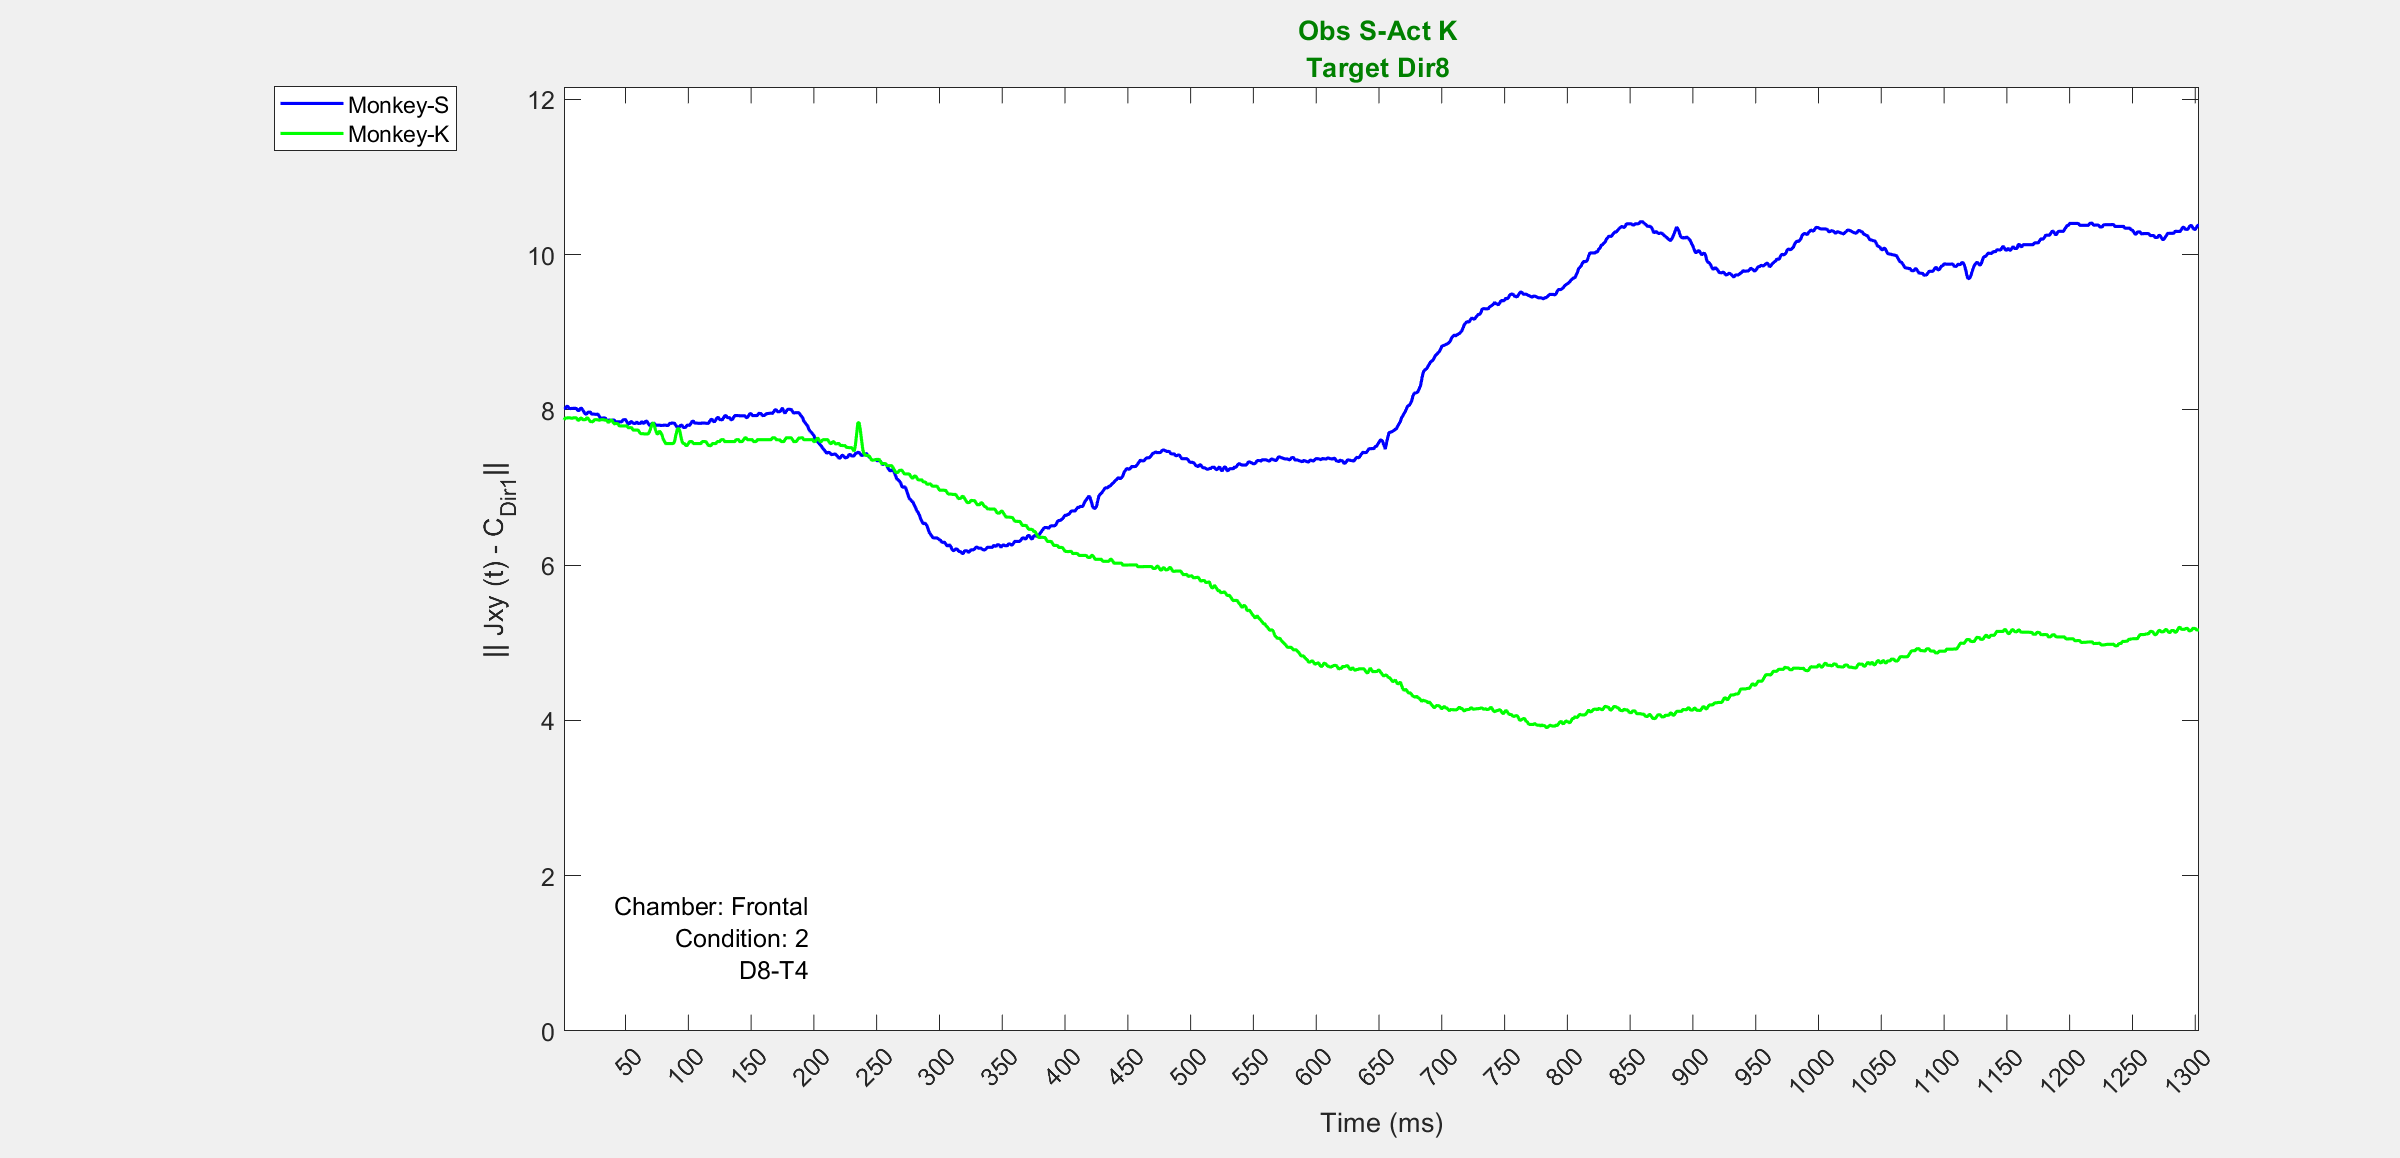 Obs S-Act K
Target Dir8
Monkey-S
Monkey-K
12
10
8
6
4
2
0
|| Jxy (t) - C_Dir1 ||
Chamber: Frontal
Condition: 2
D8-T4
50 100 150 200 250 300 350 400 450 500 550 600 650 700 750 800 850 900 950 1000 1050 1100 1150 1200 1250 1300
Time (ms)